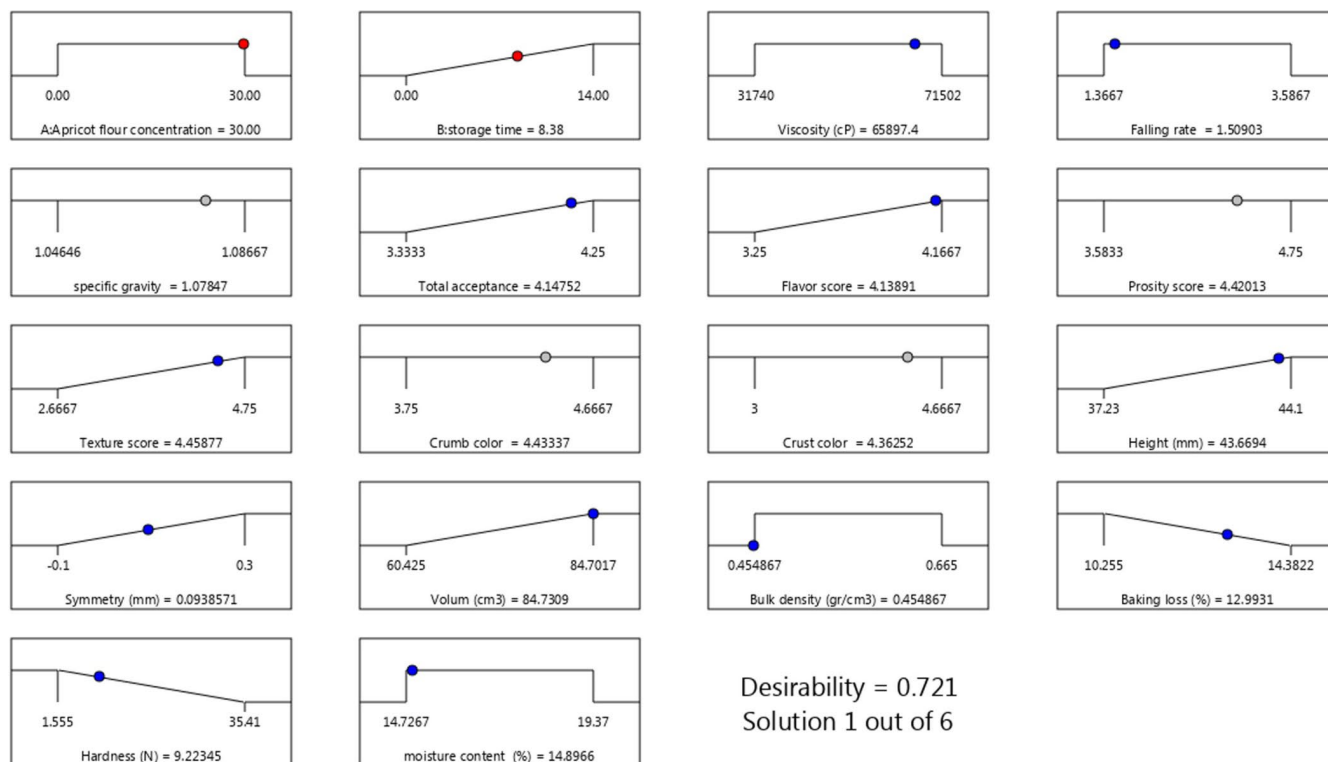 0.00 30.00
A:Apricot flour concentration = 30.00
0.00 14.00
B:storage time = 8.38
31740 71502
Viscosity (cP) = 65897.4
1.3667 3.5867
Falling rate = 1.50903
1.04646 1.08667
specific gravity = 1.07847
3.3333 4.25
Total acceptance = 4.14752
3.25 4.1667
Flavor score = 4.13891
3.5833 4.75
Prosity score = 4.42013
2.6667 4.75
Texture score = 4.45877
3.75 4.6667
Crumb color = 4.43337
3 4.6667
Crust color = 4.36252
37.23 44.1
Height (mm) = 43.6694
-0.1 0.3
Symmetry (mm) = 0.0938571
60.425 84.7017
Volum (cm3) = 84.7309
0.454867 0.665
Bulk density (gr/cm3) = 0.454867
10.255 14.3822
Baking loss (%) = 12.9931
1.555 35.41
Hardness (N) = 9.22345
14.7267 19.37
moisture content (%) = 14.8966
Desirability = 0.721
Solution 1 out of 6